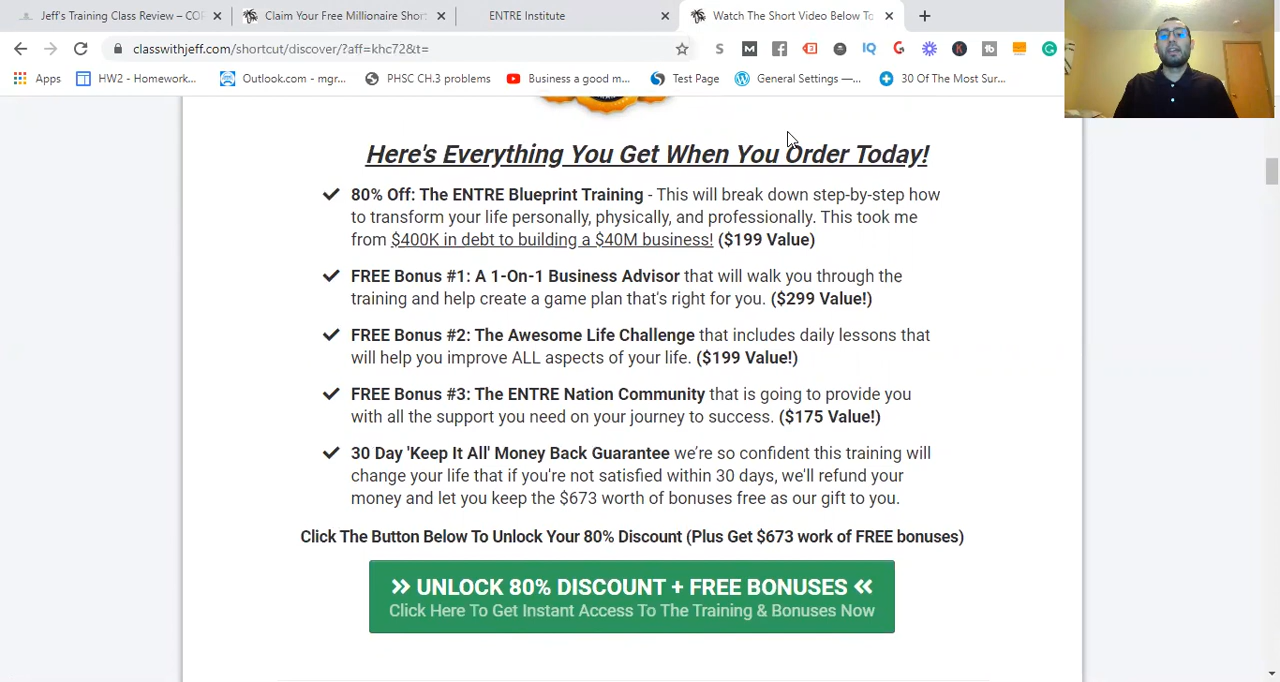 Jeff's Training Class Review – COP
Claim Your Free Millionaire Short
ENTRE Institute
Watch The Short Video Below To
classwithjeff.com/shortcut/discover/?aff=khc72&t=
Apps
HW2 - Homework...
Outlook.com - mgr...
PHSC CH.3 problems
Business a good m...
Test Page
General Settings —...
30 Of The Most Sur...
Here's Everything You Get When You Order Today!
80% Off: The ENTRE Blueprint Training - This will break down step-by-step how
to transform your life personally, physically, and professionally. This took me
from $400K in debt to building a $40M business! ($199 Value)
FREE Bonus #1: A 1-On-1 Business Advisor that will walk you through the
training and help create a game plan that's right for you. ($299 Value!)
FREE Bonus #2: The Awesome Life Challenge that includes daily lessons that
will help you improve ALL aspects of your life. ($199 Value!)
FREE Bonus #3: The ENTRE Nation Community that is going to provide you
with all the support you need on your journey to success. ($175 Value!)
30 Day 'Keep It All' Money Back Guarantee we're so confident this training will
change your life that if you're not satisfied within 30 days, we'll refund your
money and let you keep the $673 worth of bonuses free as our gift to you.
Click The Button Below To Unlock Your 80% Discount (Plus Get $673 work of FREE bonuses)
>> UNLOCK 80% DISCOUNT + FREE BONUSES <<
Click Here To Get Instant Access To The Training & Bonuses Now